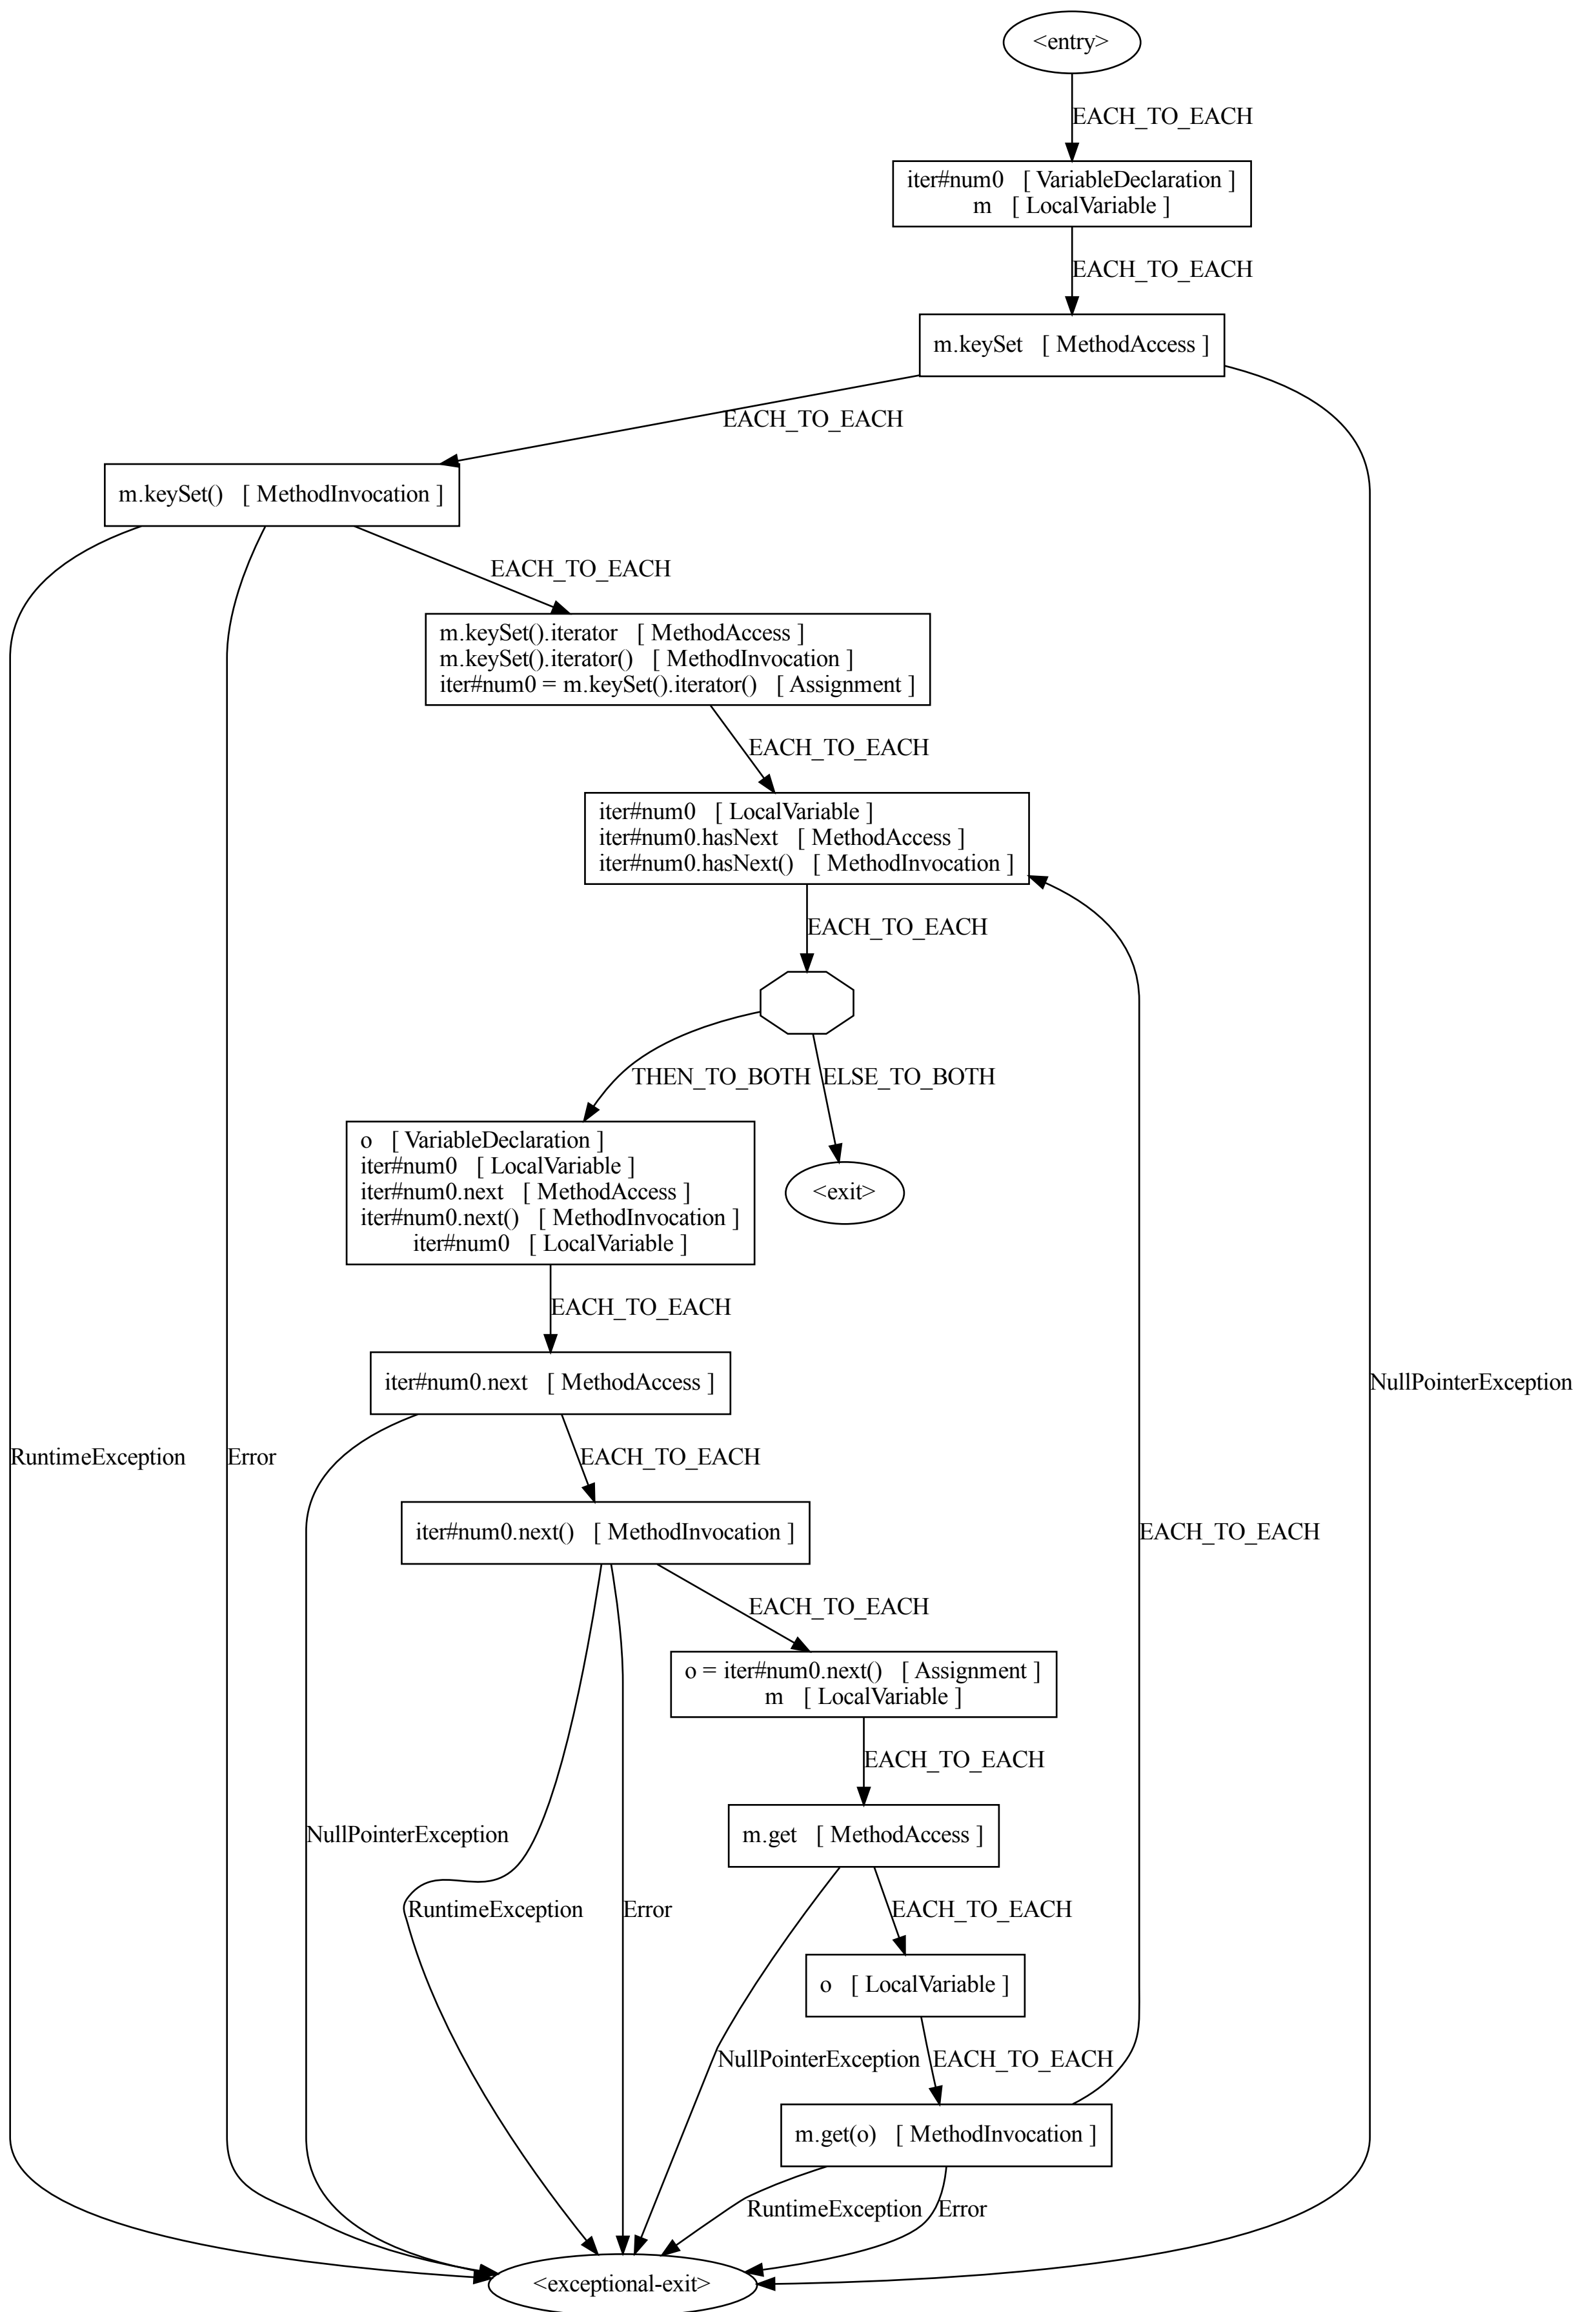 <entry>
EACH_TO_EACH
iter#num0 [ VariableDeclaration ]
m [ LocalVariable ]
EACH_TO_EACH
m.keySet [ MethodAccess ]
EACH_TO_EACH
m.keySet() [ MethodInvocation ]
EACH_TO_EACH
m.keySet().iterator [ MethodAccess ]
m.keySet().iterator() [ MethodInvocation ]
iter#num0 = m.keySet().iterator() [ Assignment ]
EACH_TO_EACH
iter#num0 [ LocalVariable ]
iter#num0.hasNext [ MethodAccess ]
iter#num0.hasNext() [ MethodInvocation ]
EACH_TO_EACH
THEN_TO_BOTH
ELSE_TO_BOTH
o [ VariableDeclaration ]
iter#num0 [ LocalVariable ]
iter#num0.next [ MethodAccess ]
iter#num0.next() [ MethodInvocation ]
iter#num0 [ LocalVariable ]
<exit>
EACH_TO_EACH
iter#num0.next [ MethodAccess ]
NullPointerException
RuntimeException
Error
EACH_TO_EACH
iter#num0.next() [ MethodInvocation ]
EACH_TO_EACH
EACH_TO_EACH
o = iter#num0.next() [ Assignment ]
m [ LocalVariable ]
EACH_TO_EACH
NullPointerException
m.get [ MethodAccess ]
RuntimeException
Error
EACH_TO_EACH
o [ LocalVariable ]
NullPointerException
EACH_TO_EACH
m.get(o) [ MethodInvocation ]
RuntimeException
Error
<exceptional-exit>